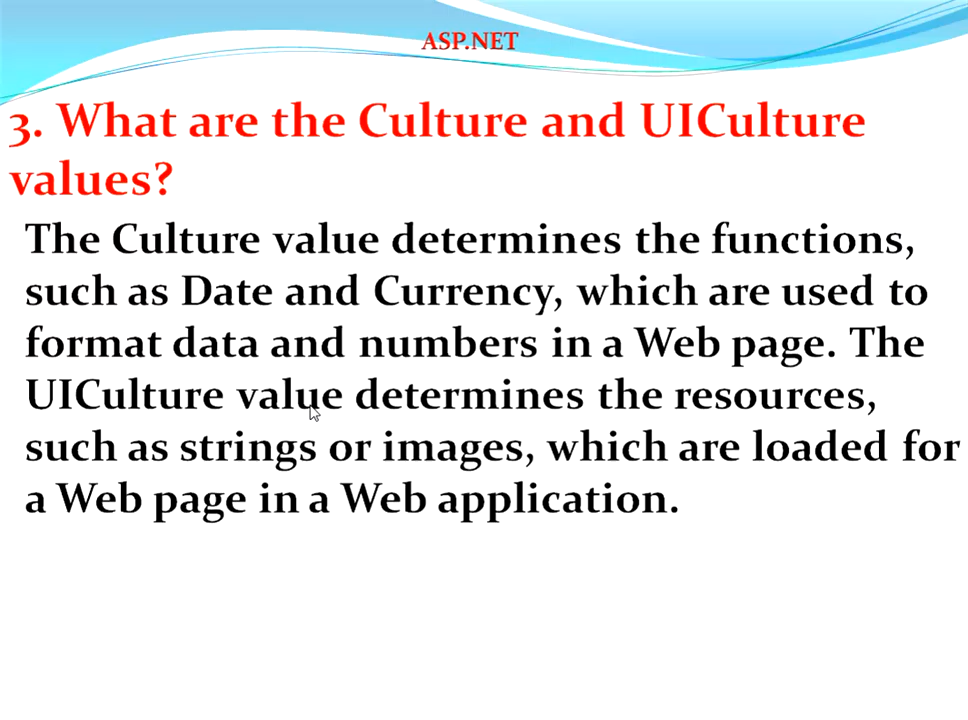 ASP.NET
3. What are the Culture and UICulture
values?
The Culture value determines the functions,
such as Date and Currency, which are used to
format data and numbers in a Web page. The
UICulture value determines the resources,
such as strings or images, which are loaded for
a Web page in a Web application.